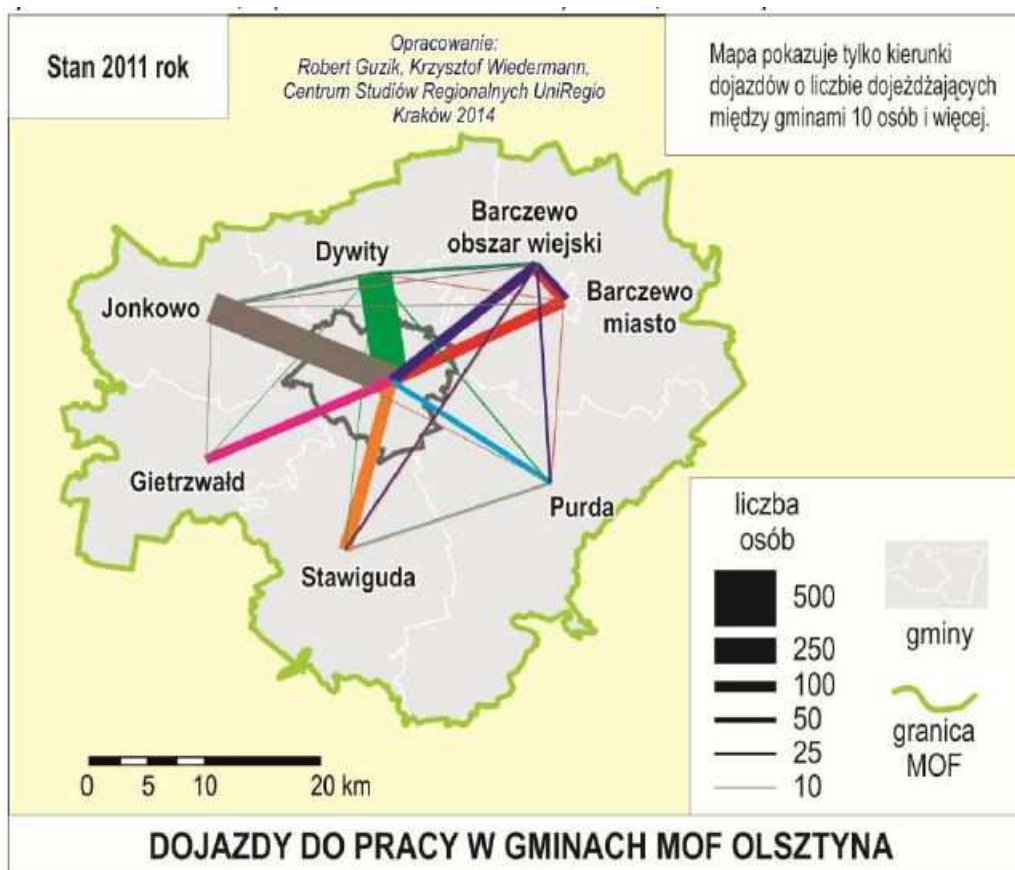 Stan 2011 rok
Opracowanie:
Robert Guzik, Krzysztof Wiedermann,
Centrum Studiów Regionalnych UniRegio
Kraków 2014
Mapa pokazuje tylko kierunki
dojazdów o liczbie dojeżdżających
między gminami 10 osób i więcej.
Barczewo
obszar wiejski
Dywity
Jonkowo
Barczewo
miasto
Gietrzwałd
Purda
Stawiguda
liczba
osób
500
250
100
50
25
10
gminy
granica
MOF
0 5 10 20 km
DOJAZDY DO PRACY W GMINACH MOF OLSZTYNA